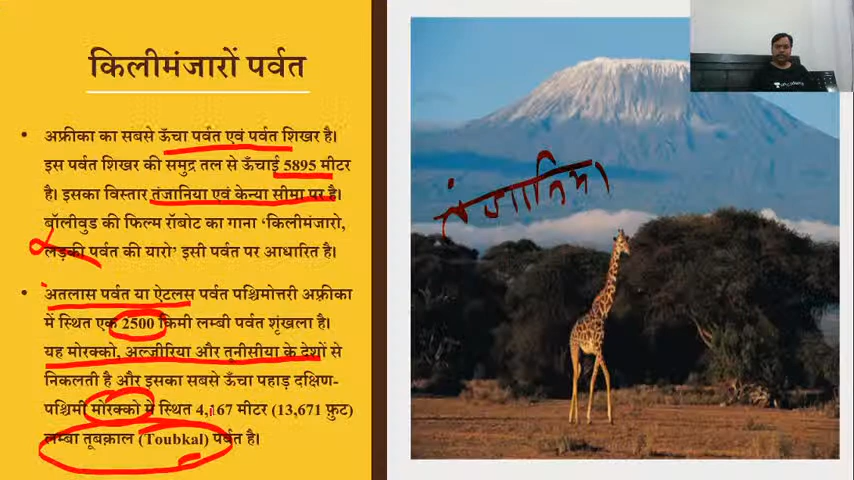 किलीमंजारों पर्वत
• अफ्रीका का सबसे ऊँचा पर्वत एवं पर्वत शिखर है।
इस पर्वत शिखर की समुद्र तल से ऊँचाई 5895 मीटर
है। इसका विस्तार तंजानिया एवं केन्या सीमा पर है।
बॉलीवुड की फिल्म रॉबोट का गाना ‘किलीमंजारो,
लड़की पर्वत की यारो’ इसी पर्वत पर आधारित है।
• अतलास पर्वत या ऐटलस पर्वत पश्चिमोत्तरी अफ़्रीका
में स्थित एक 2500 किमी लम्बी पर्वत शृंखला है।
यह मोरक्को, अल्जीरिया और तूनीसीया के देशों से
निकलती है और इसका सबसे ऊँचा पहाड़ दक्षिण-
पश्चिमी मोरक्को मे स्थित 4,167 मीटर (13,671 फ़ुट)
लम्बा तूबक़ाल (Toubkal) पर्वत है।